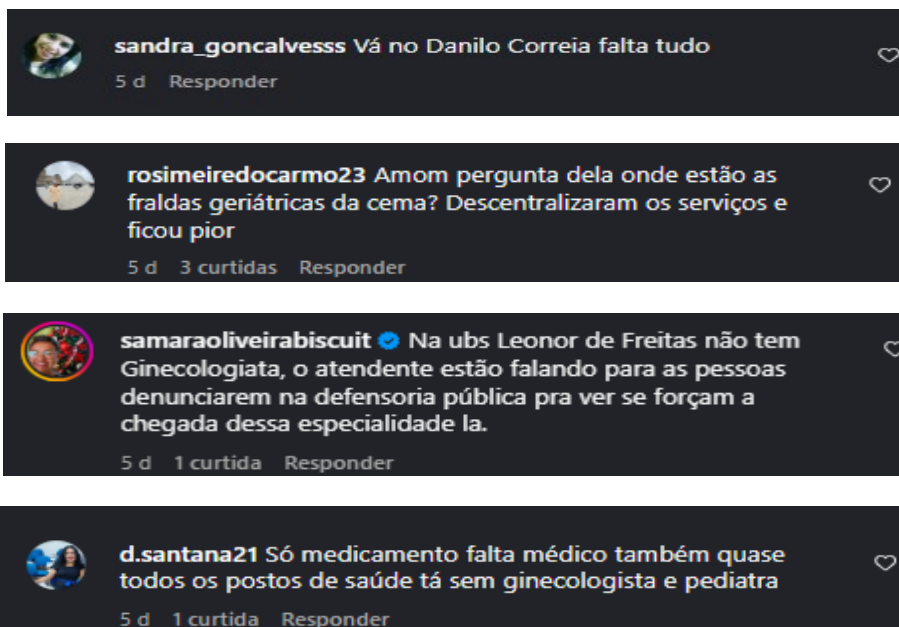 sandra_goncalvesss Vá no Danilo Correia falta tudo
5 d Responder
rosimeiredocarmo23 Amom pergunta dela onde estão as
fraldas geriátricas da cema? Descentralizaram os serviços e
ficou pior
5 d 3 curtidas Responder
samaraoliveirabiscuit Na ubs Leonor de Freitas não tem
Ginecologiata, o atendente estão falando para as pessoas
denunciarem na defensoria pública pra ver se forçam a
chegada dessa especialidade la.
5 d 1 curtida Responder
d.santana21 Só medicamento falta médico também quase
todos os postos de saúde tá sem ginecologista e pediatra
5 d 1 curtida Responder